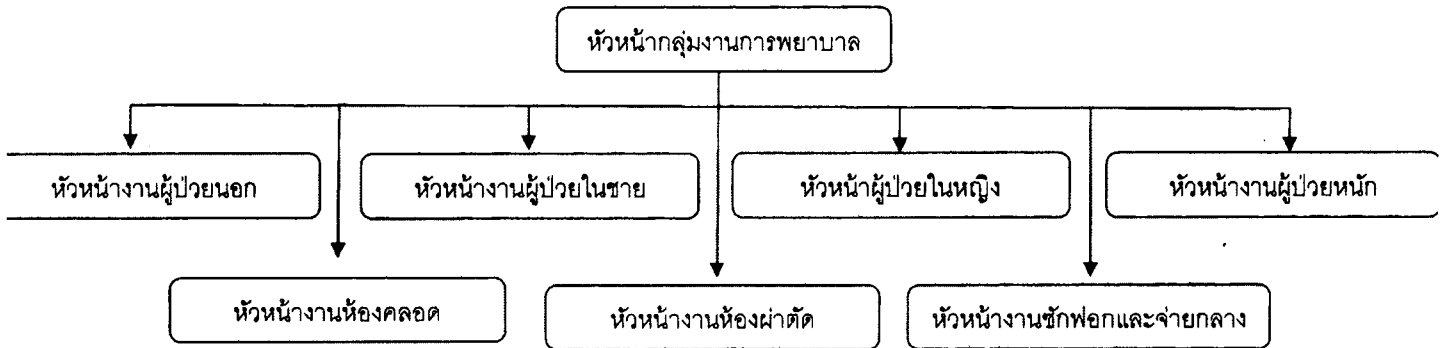 หัวหน้ากลุ่มงานการพยาบาล
หัวหน้างานผู้ป่วยนอก
หัวหน้างานผู้ป่วยในชาย
หัวหน้าผู้ป่วยในหญิง
หัวหน้างานผู้ป่วยหนัก
หัวหน้างานห้องคลอด
หัวหน้างานห้องผ่าตัด
หัวหน้างานซักฟอกและจ่ายกลาง